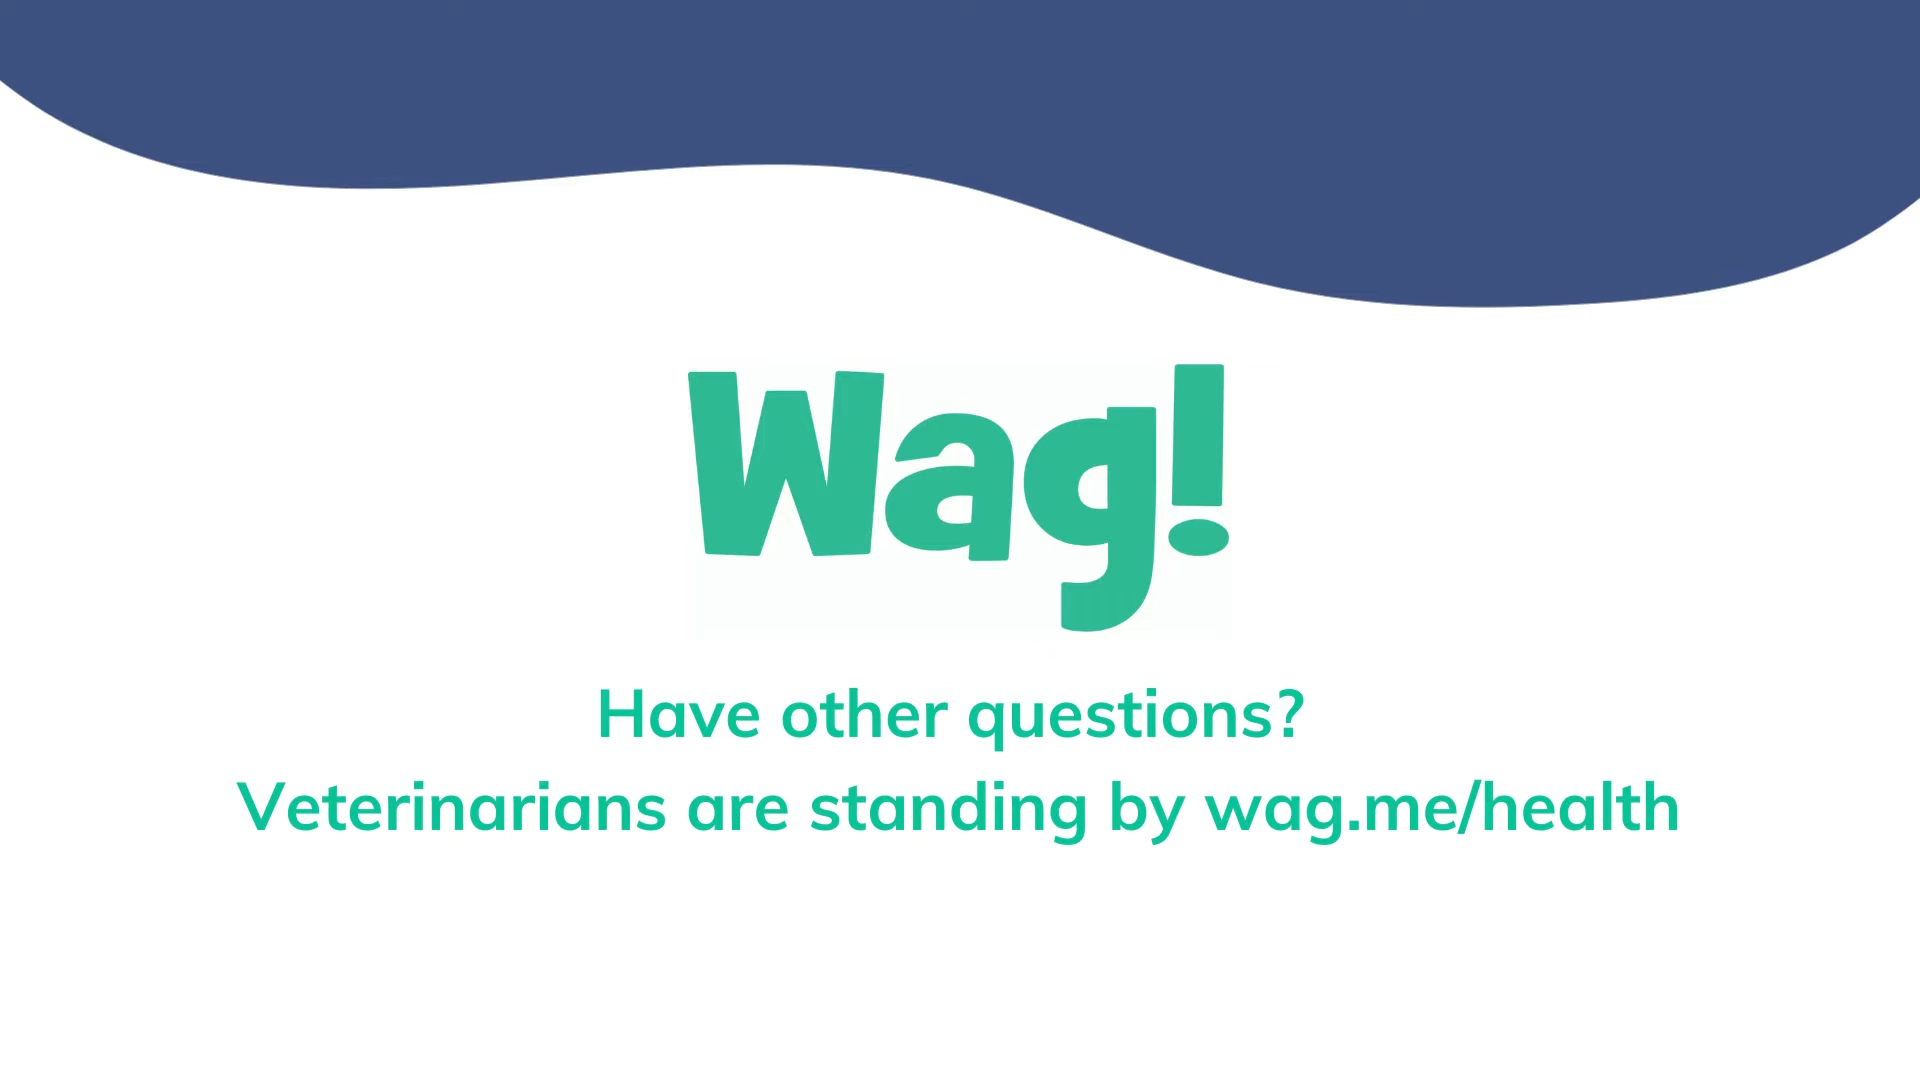 Wag!
Have other questions?
Veterinarians are standing by wag.me/health